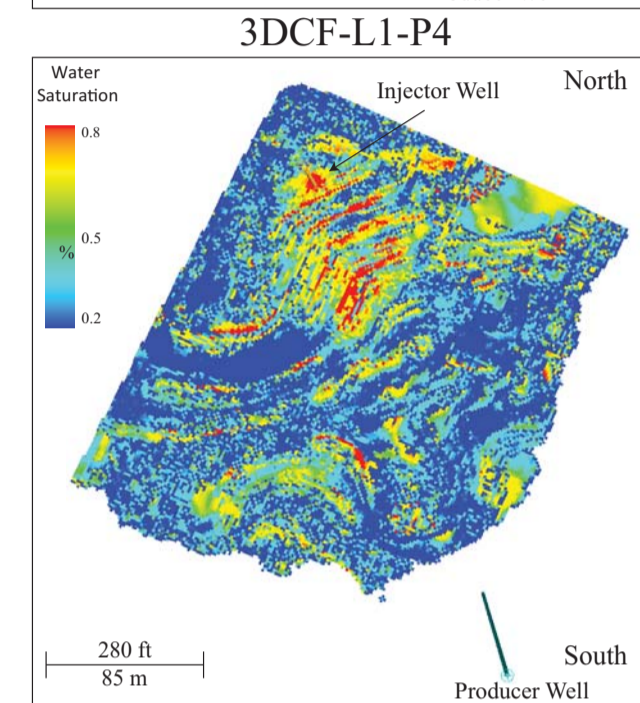 3DCF-L1-P4
Water
Saturation
0.8
%
0.5
0.2
Injector Well
North
280 ft
85 m
South
Producer Well